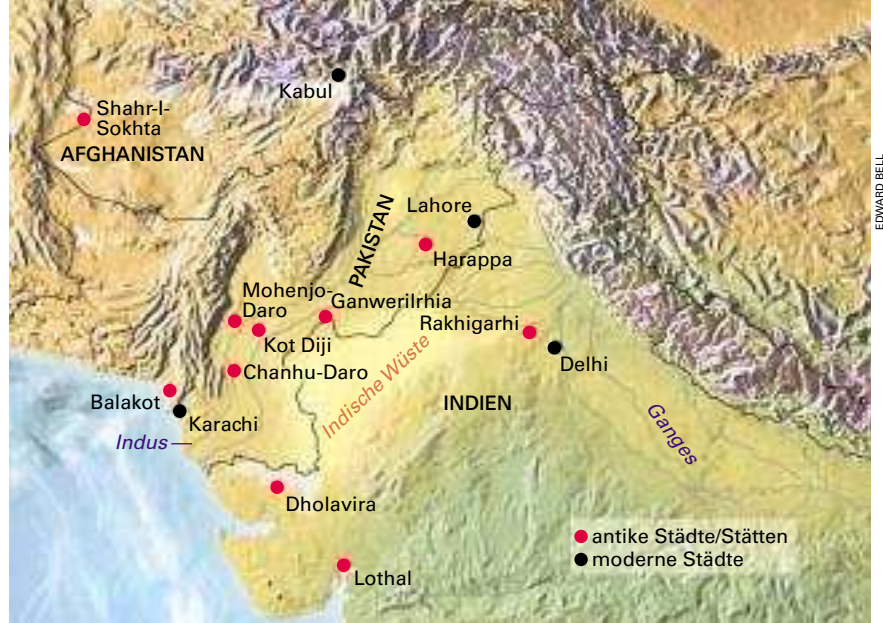 Kabul
Shahr-I-
Sokhta
AFGHANISTAN
EDWARD BELL
Lahore
PAKISTAN
Harappa
Mohenjo-
Daro
Ganwerilrhia
Rakhigarhi
Kot Diji
Delhi
Chanhu-Daro
Indische Wüste
Balakot
INDIEN
Karachi
Ganges
Indus
Dholavira
antike Städte/Stätten
moderne Städte
Lothal